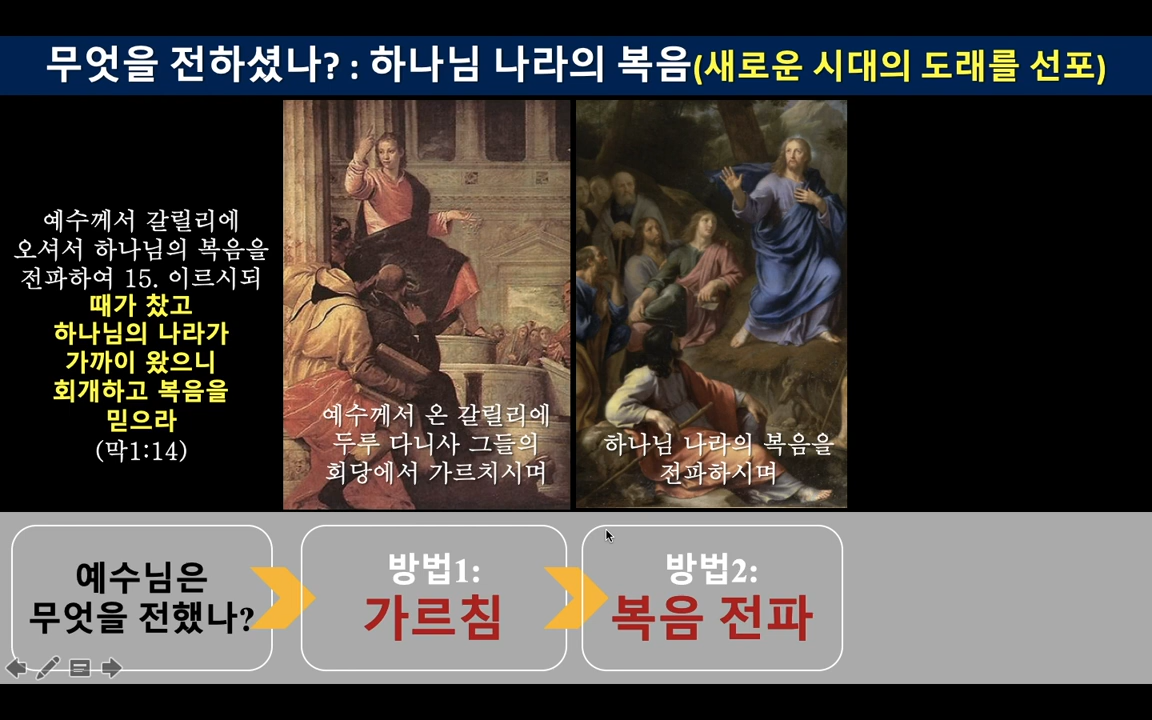 무엇을 전하셨나? : 하나님 나라의 복음(새로운 시대의 도래를 선포)
예수께서 갈릴리에
오셔서 하나님의 복음을
전파하여 15. 이르시되
때가 찼고
하나님의 나라가
가까이 왔으니
회개하고 복음을
믿으라
(막1:14)
예수께서 온 갈릴리에
두루 다니사 그들의
회당에서 가르치시며
하나님 나라의 복음을
전파하시며
예수님은
무엇을 전했나?
방법1:
가르침
방법2:
복음 전파